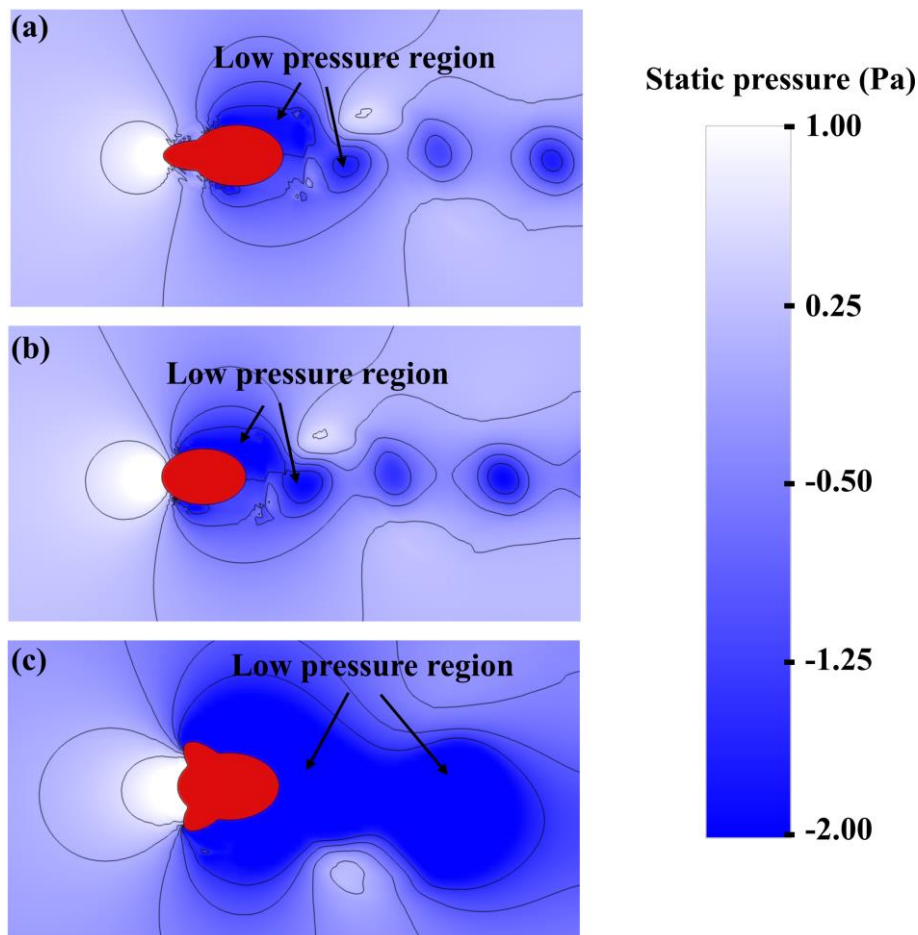 (a)
Low pressure region
Static pressure (Pa)
1.00
0.25
(b)
Low pressure region
-0.50
(c)
Low pressure region
-1.25
-2.00